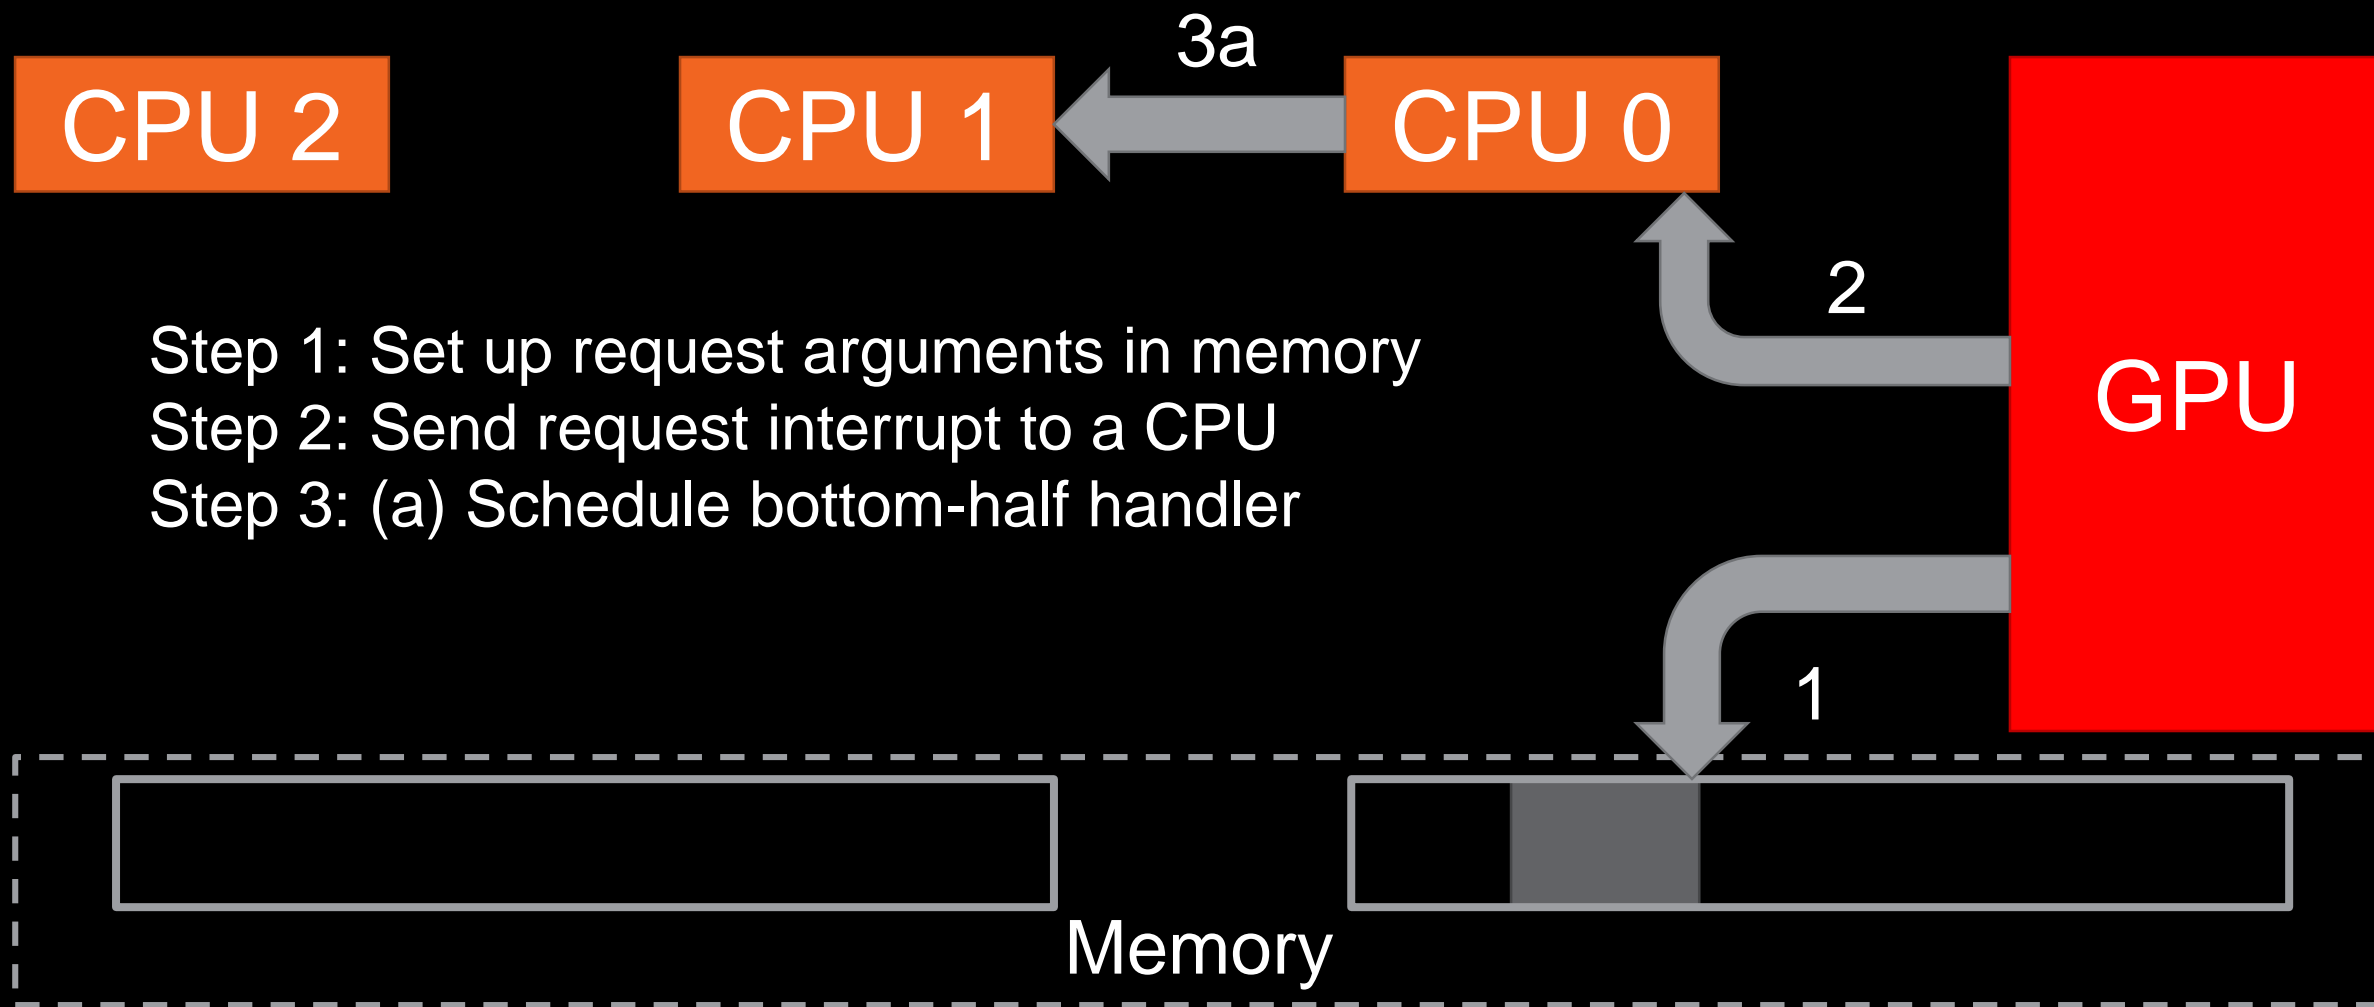 3a
CPU 2
CPU 1
CPU 0
2
Step 1: Set up request arguments in memory
Step 2: Send request interrupt to a CPU
Step 3: (a) Schedule bottom-half handler
GPU
1
Memory